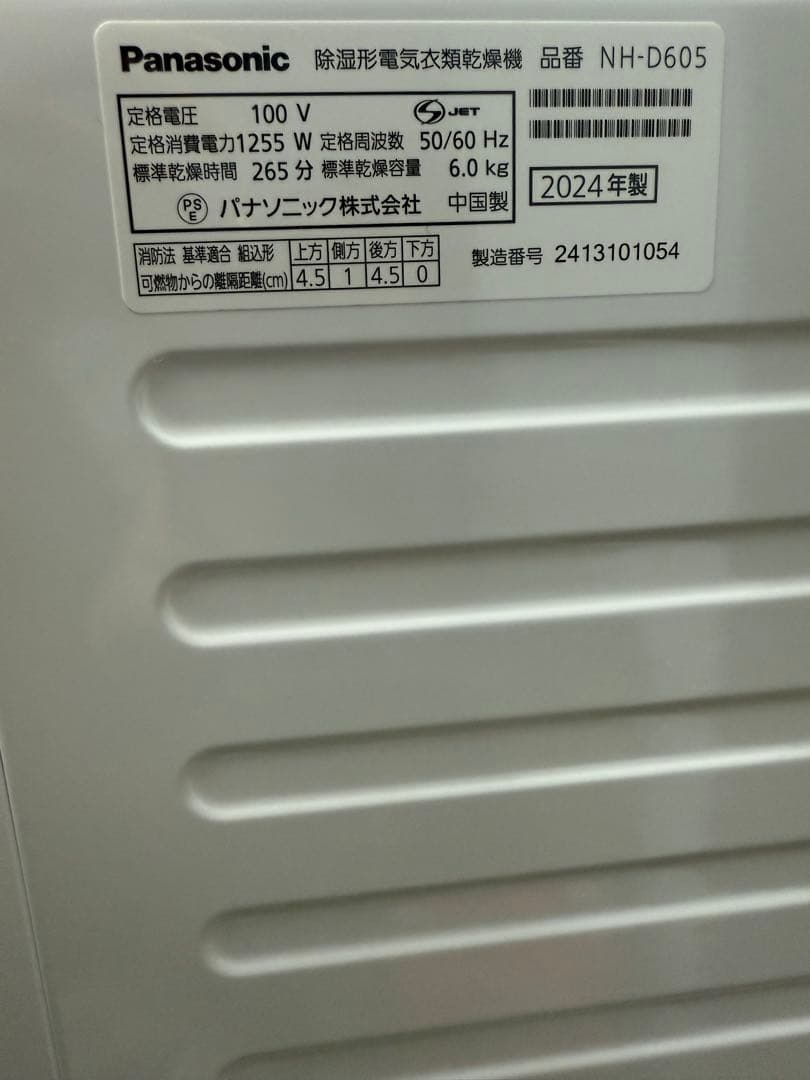 Panasonic 除湿形電気衣類乾燥機 品番 NH-D605
定格電圧 100 V S JET
定格消費電力1255 W 定格周波数 50/60 Hz
標準乾燥時間 265 分 標準乾燥容量 6.0 kg
PSE パナソニック株式会社 中国製
2024年製
消防法 基準適合 組込形 上方 側方 後方 下方
可燃物からの離隔距離(cm) 4.5 1 4.5 0
製造番号 2413101054